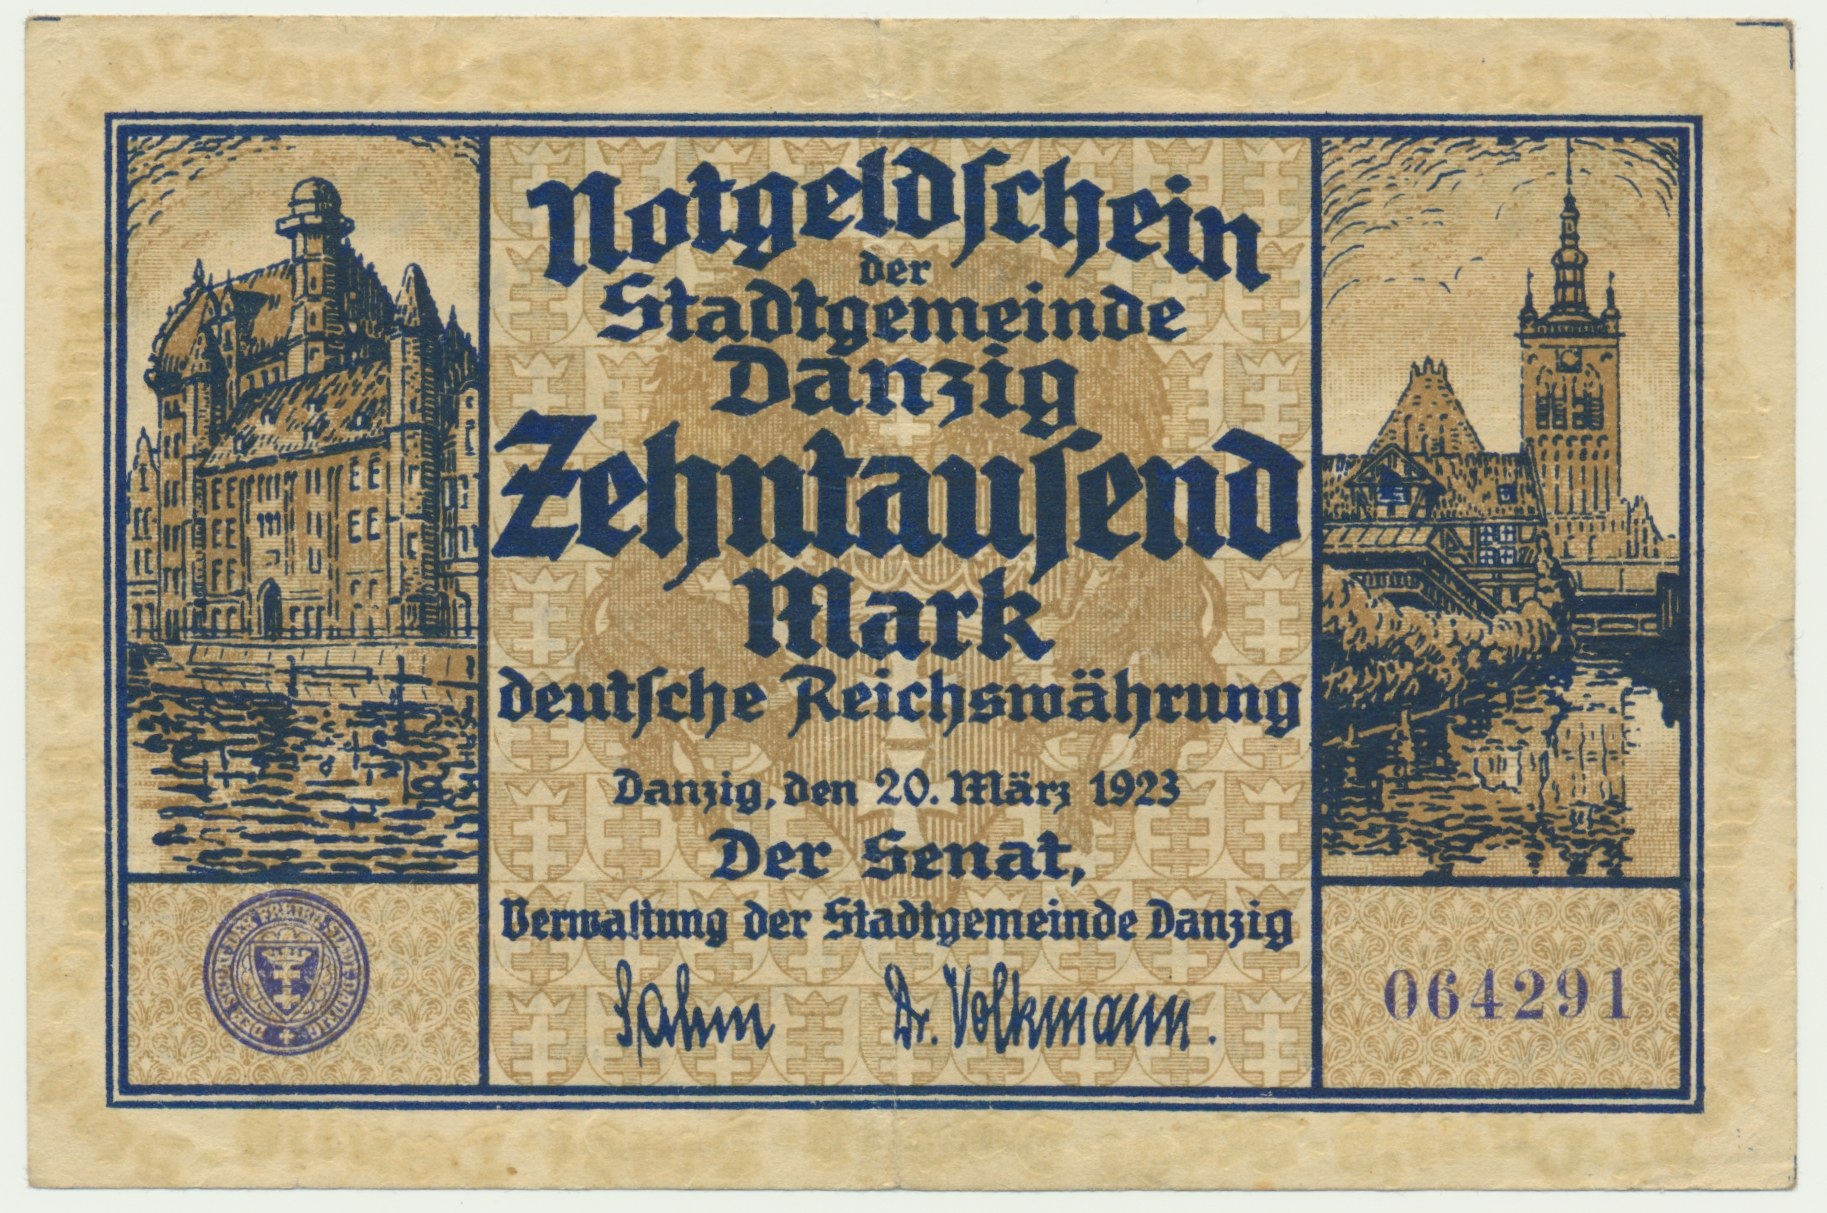 Notgeldschein
der
Stadtgemeinde
Danzig
Zehntausend
Mark
deutsche Reichswährung
Danzig, den 20. März 1923
Der Senat,
Verwaltung der Stadtgemeinde Danzig
Sahm Dr. Volkmann.
064291